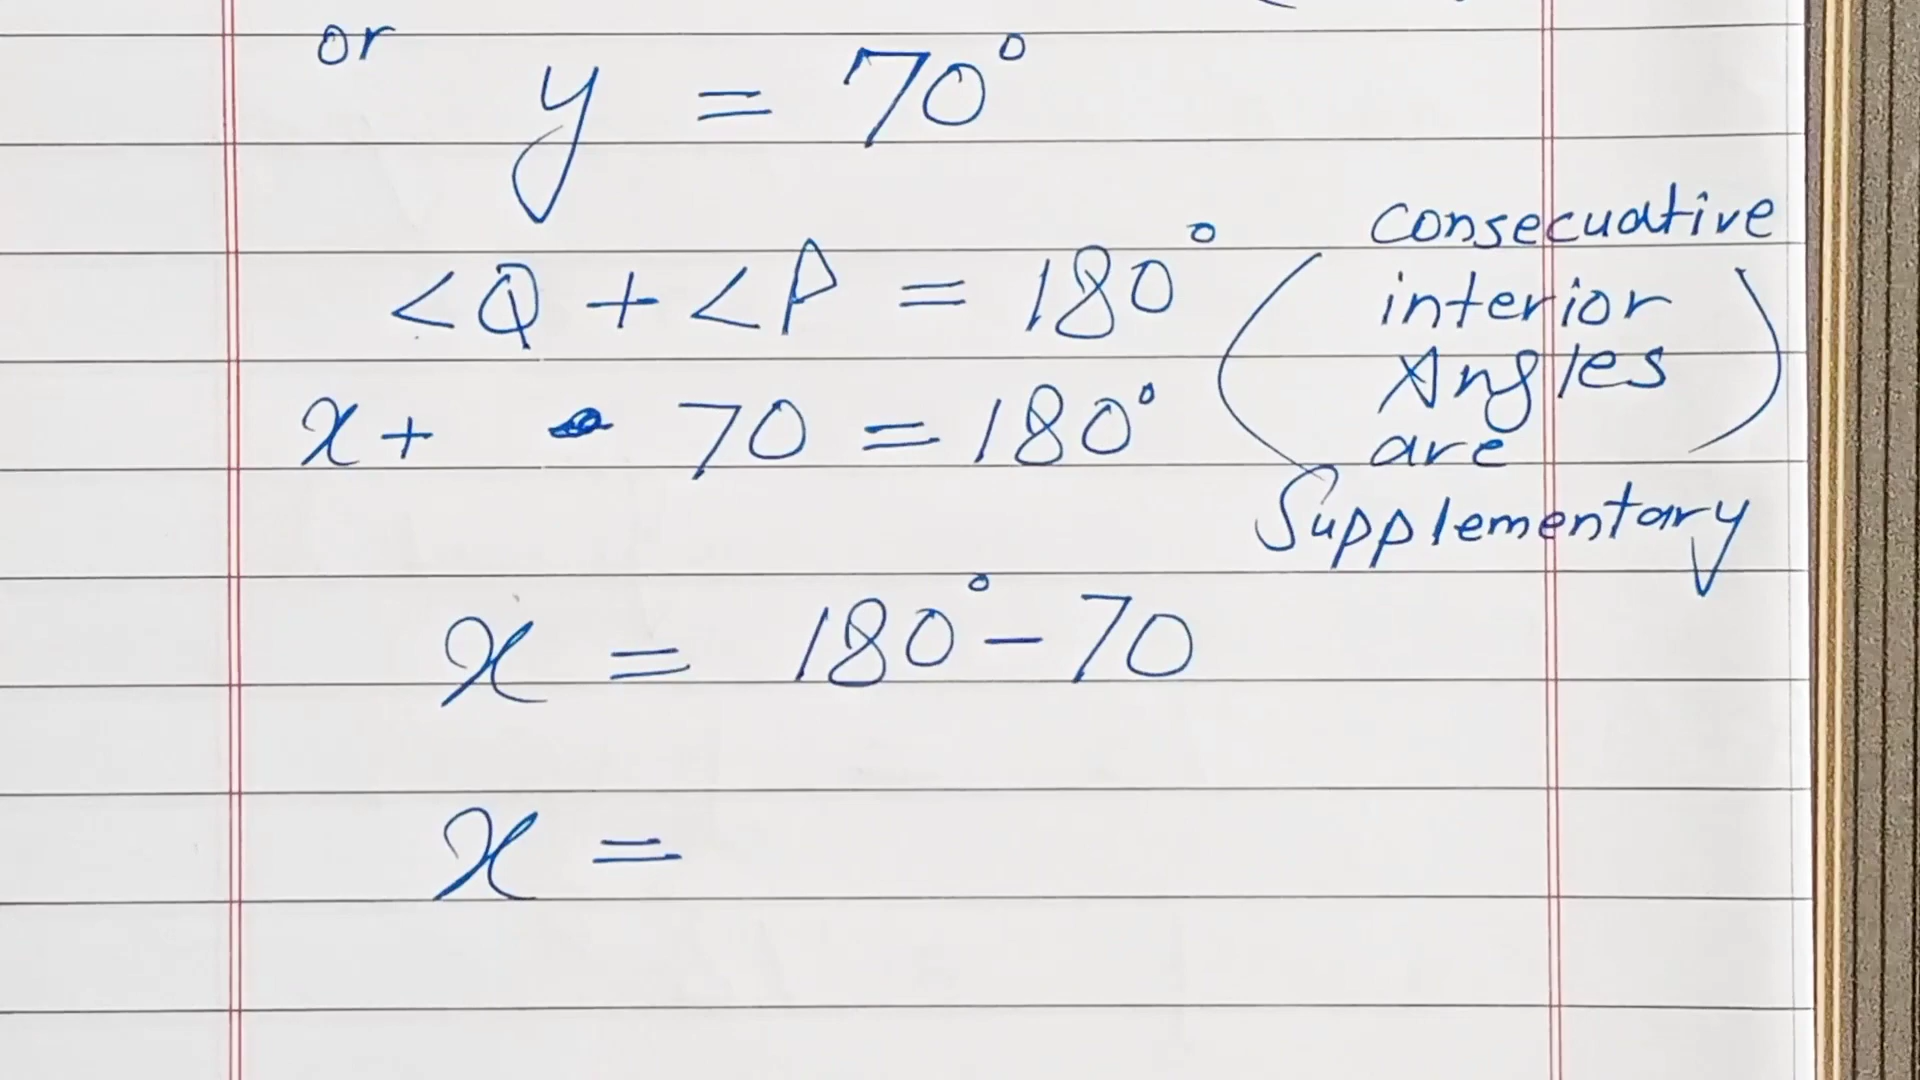 or
y = 70°
<Q + <P = 180°
x + 70 = 180°
(consecuative
interior
Angles
are
Supplementary)
x = 180° - 70
x =